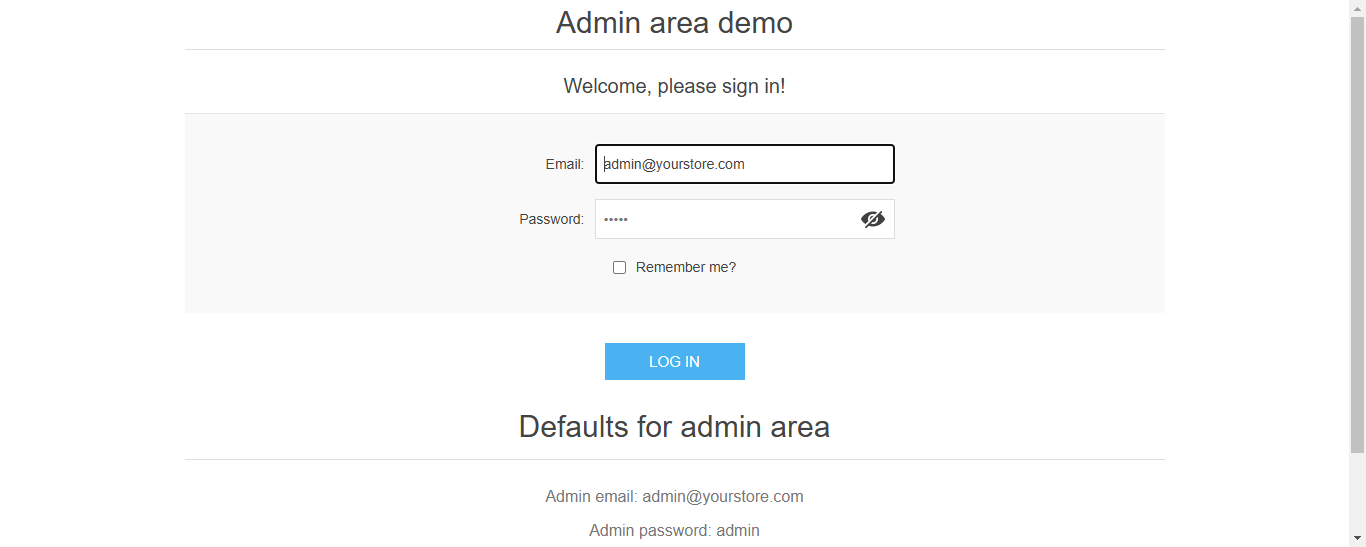 Admin area demo
Welcome, please sign in!
Email: admin@yourstore.com
Password: •••••
Remember me?
LOG IN
Defaults for admin area
Admin email: admin@yourstore.com
Admin password: admin